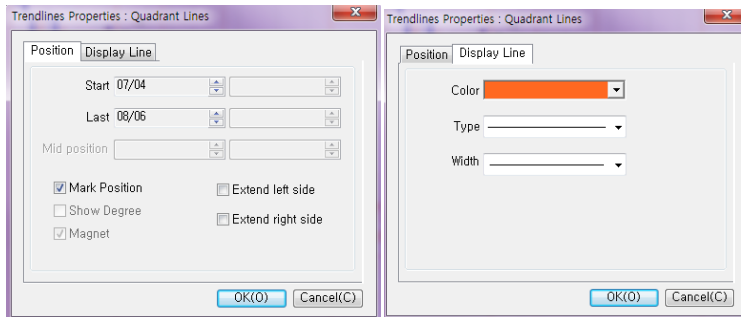 Trendlines Properties : Quadrant Lines
Position Display Line
Start 07/04
Last 08/06
Mid position
Mark Position Extend left side
Show Degree Extend right side
Magnet
OK(O) Cancel(C)
Trendlines Properties : Quadrant Lines
Position Display Line
Color
Type
Width
OK(O) Cancel(C)